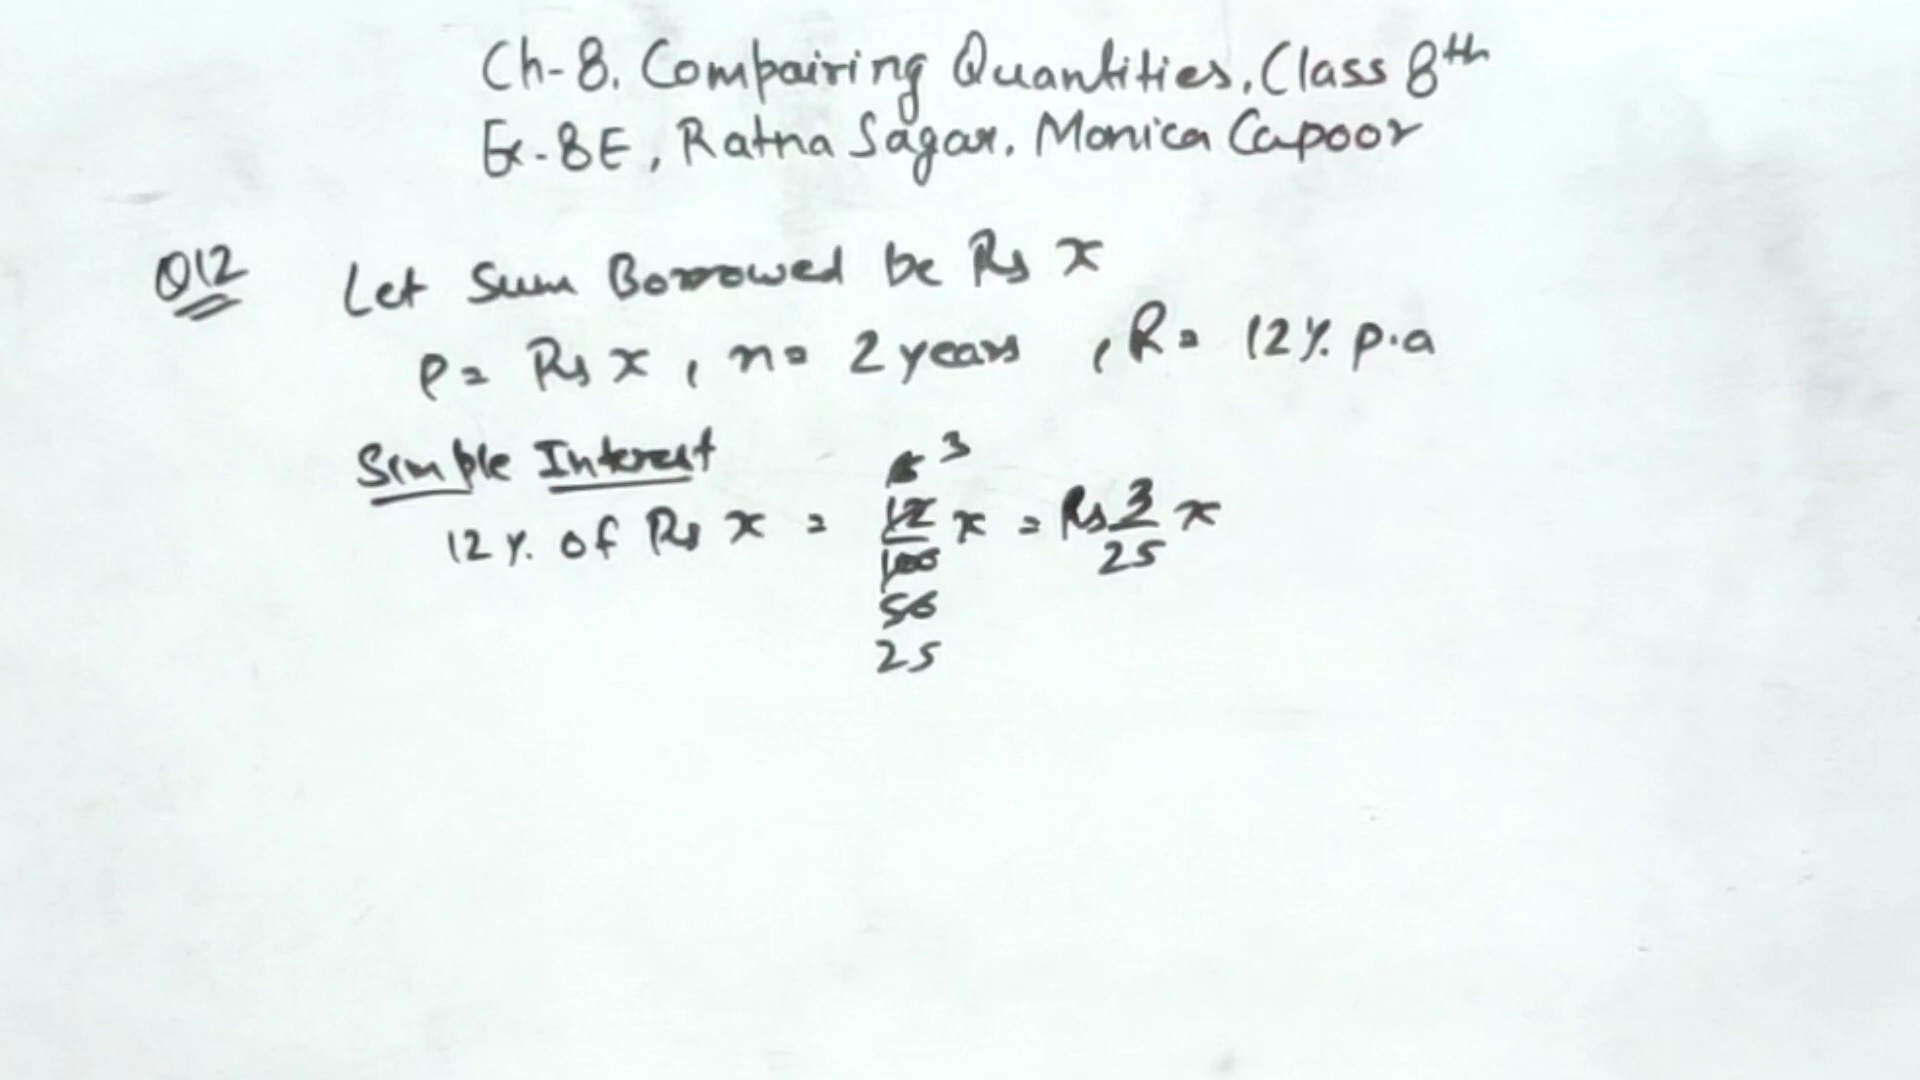 Ch-8. Compairing Quantities. Class 8th
Ex-8E, Ratna Sagar. Monica Capoor
Q12 Let Sum Borrowed be Rs x
P = Rs x, n = 2 years, R = 12% p.a
Simple Interest
12% of Rs x = 12/100 x = Rs 3/25 x
6 3
50
25